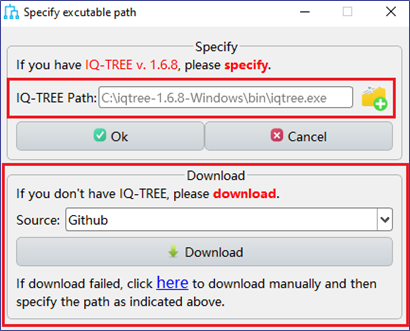 Specify excutable path
Specify
If you have IQ-TREE v. 1.6.8, please specify.
IQ-TREE Path: C:\iqtree-1.6.8-Windows\bin\iqtree.exe
Ok Cancel
Download
If you don't have IQ-TREE, please download.
Source: Github
Download
If download failed, click here to download manually and then
specify the path as indicated above.